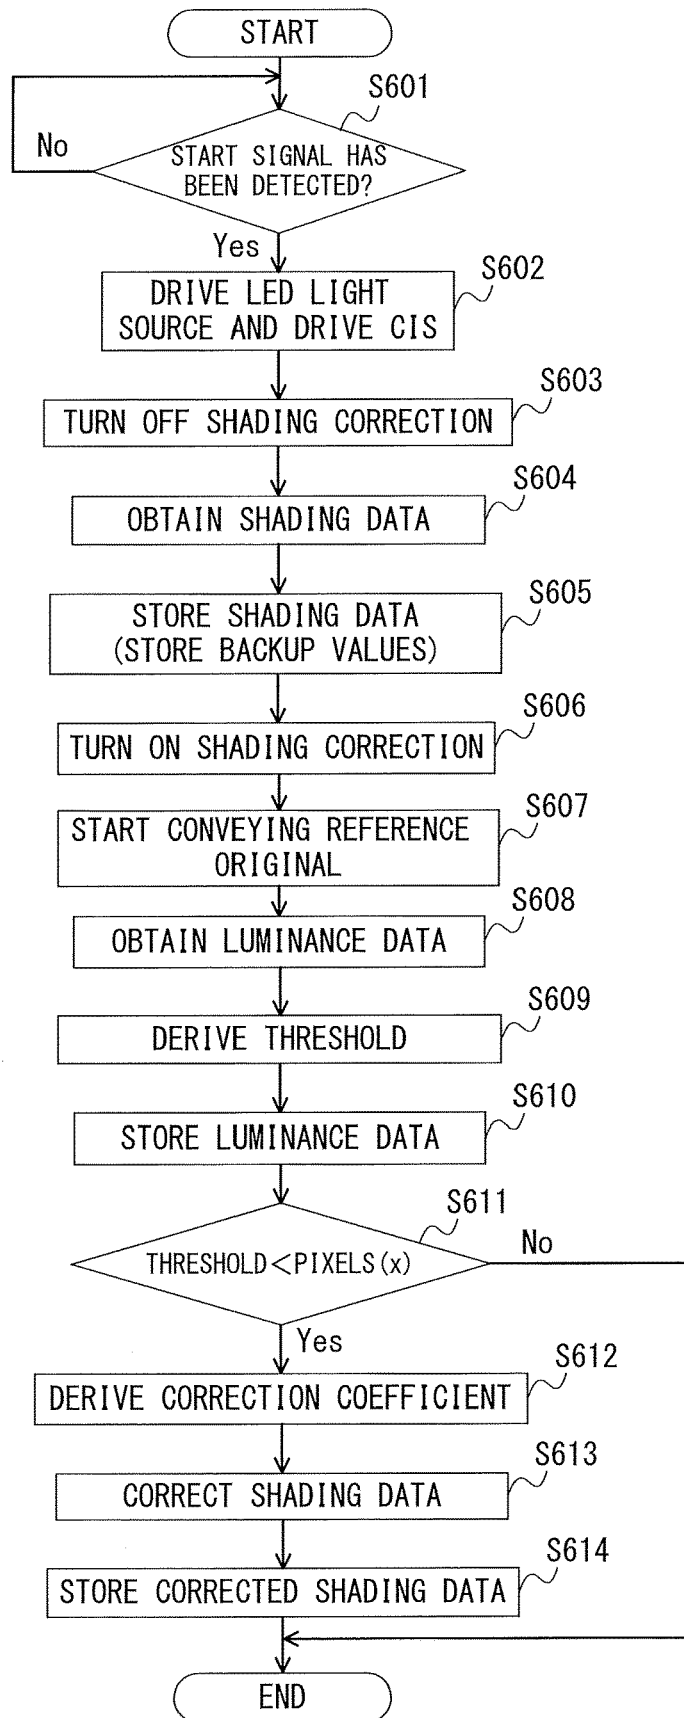 START
S601
No
START SIGNAL HAS
BEEN DETECTED?
Yes
S602
DRIVE LED LIGHT
SOURCE AND DRIVE CIS
S603
TURN OFF SHADING CORRECTION
S604
OBTAIN SHADING DATA
S605
STORE SHADING DATA
(STORE BACKUP VALUES)
S606
TURN ON SHADING CORRECTION
S607
START CONVEYING REFERENCE
ORIGINAL
S608
OBTAIN LUMINANCE DATA
S609
DERIVE THRESHOLD
S610
STORE LUMINANCE DATA
S611
THRESHOLD<PIXELS(x)
No
Yes
S612
DERIVE CORRECTION COEFFICIENT
S613
CORRECT SHADING DATA
S614
STORE CORRECTED SHADING DATA
END